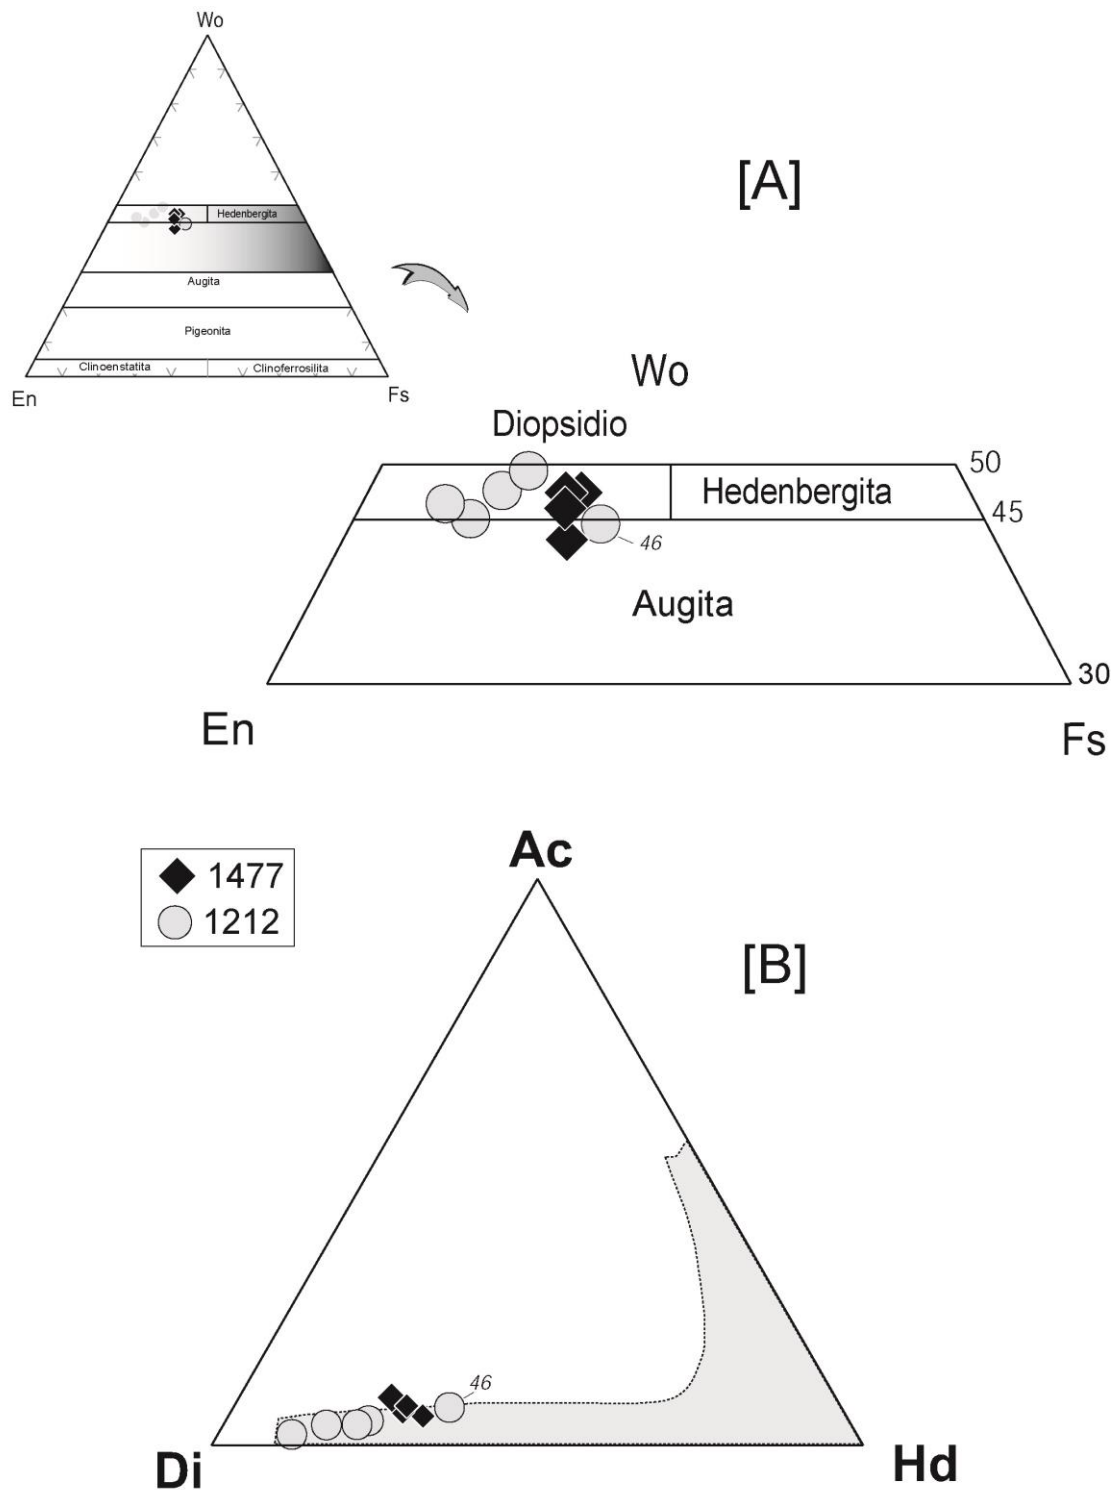 Wo
[A]
Hedenbergita
Augita
Pigeonita
Clinoenstatita
Clinoferrosilita
En
Fs
Wo
Diopsidio
50
Hedenbergita
45
46
Augita
30
En
Fs
Ac
1477
1212
[B]
46
Di
Hd